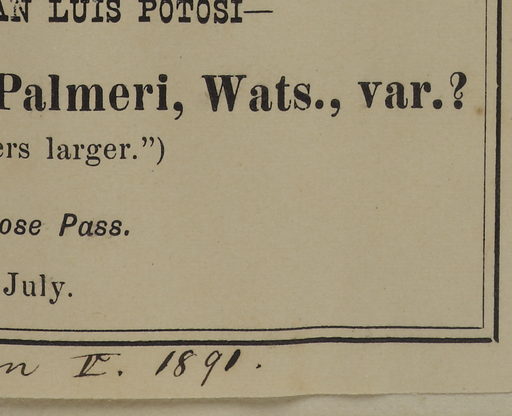 AN LUIS POTOSI—
Palmeri, Wats., var.?
ers larger.”)
ose Pass.
July.
n V. 1891.